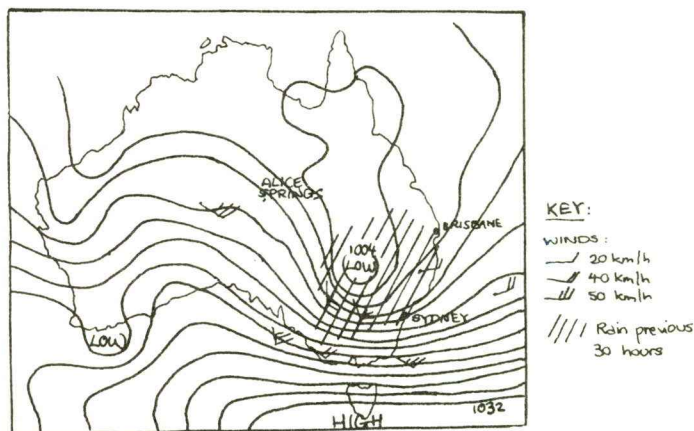 ALICE
SPRINGS
BRISBANE
1004
LOW
SYDNEY
LOW
HIGH
1032
KEY:
WINDS:
20 km/h
40 km/h
50 km/h
Rain previous
30 hours